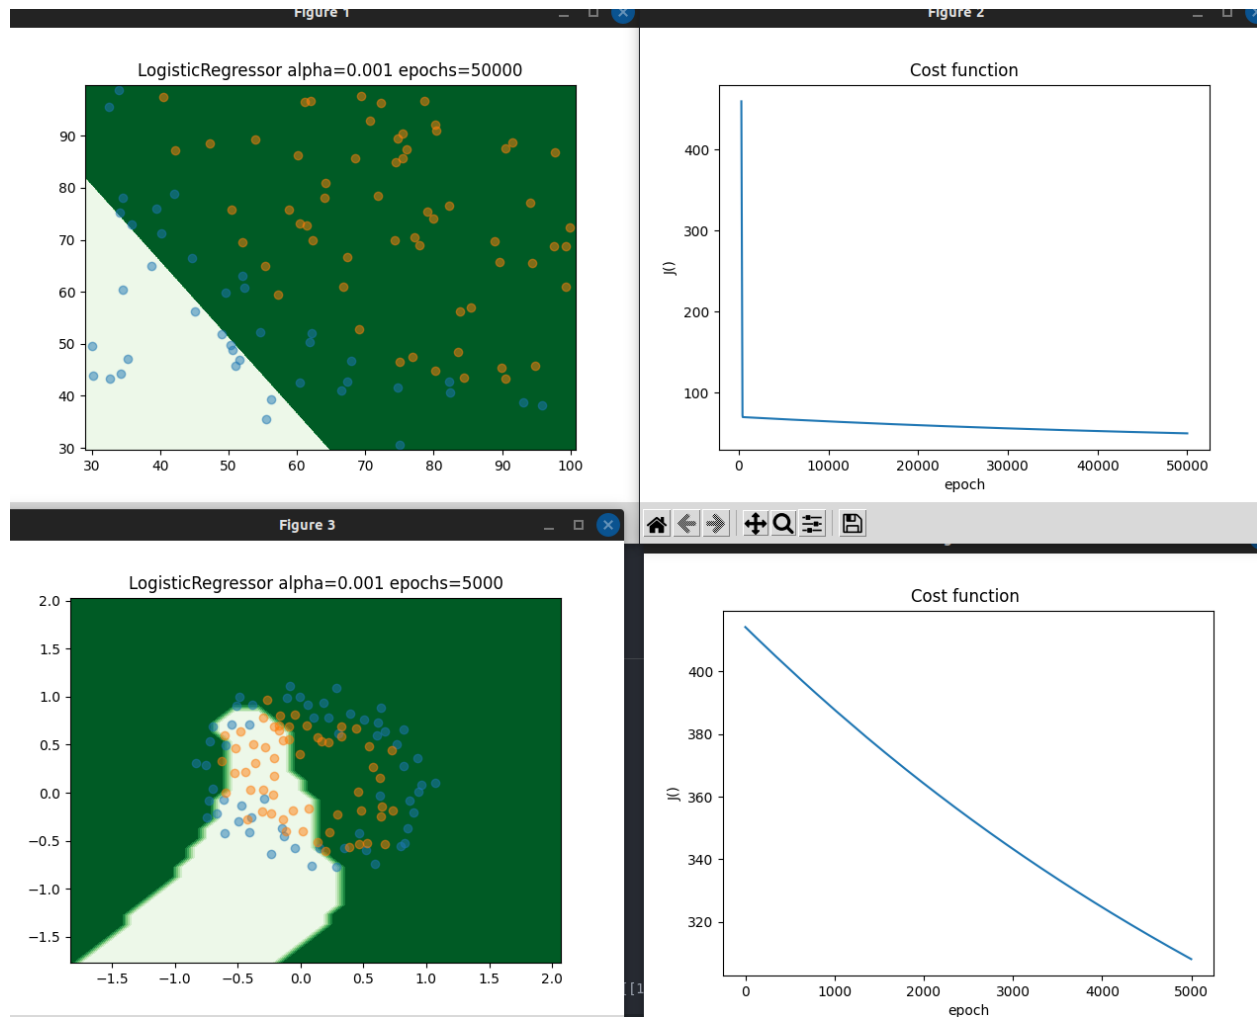 Figure 1
LogisticRegressor alpha=0.001 epochs=50000
90
80
70
60
50
40
30
30 40 50 60 70 80 90 100
Figure 2
Cost function
400
300
200
100
J()
0 10000 20000 30000 40000 50000
epoch
Figure 3
LogisticRegressor alpha=0.001 epochs=5000
2.0
1.5
1.0
0.5
0.0
−0.5
−1.0
−1.5
−1.5 −1.0 −0.5 0.0 0.5 1.0 1.5 2.0
Cost function
400
380
360
340
320
J()
0 1000 2000 3000 4000 5000
epoch
[[1